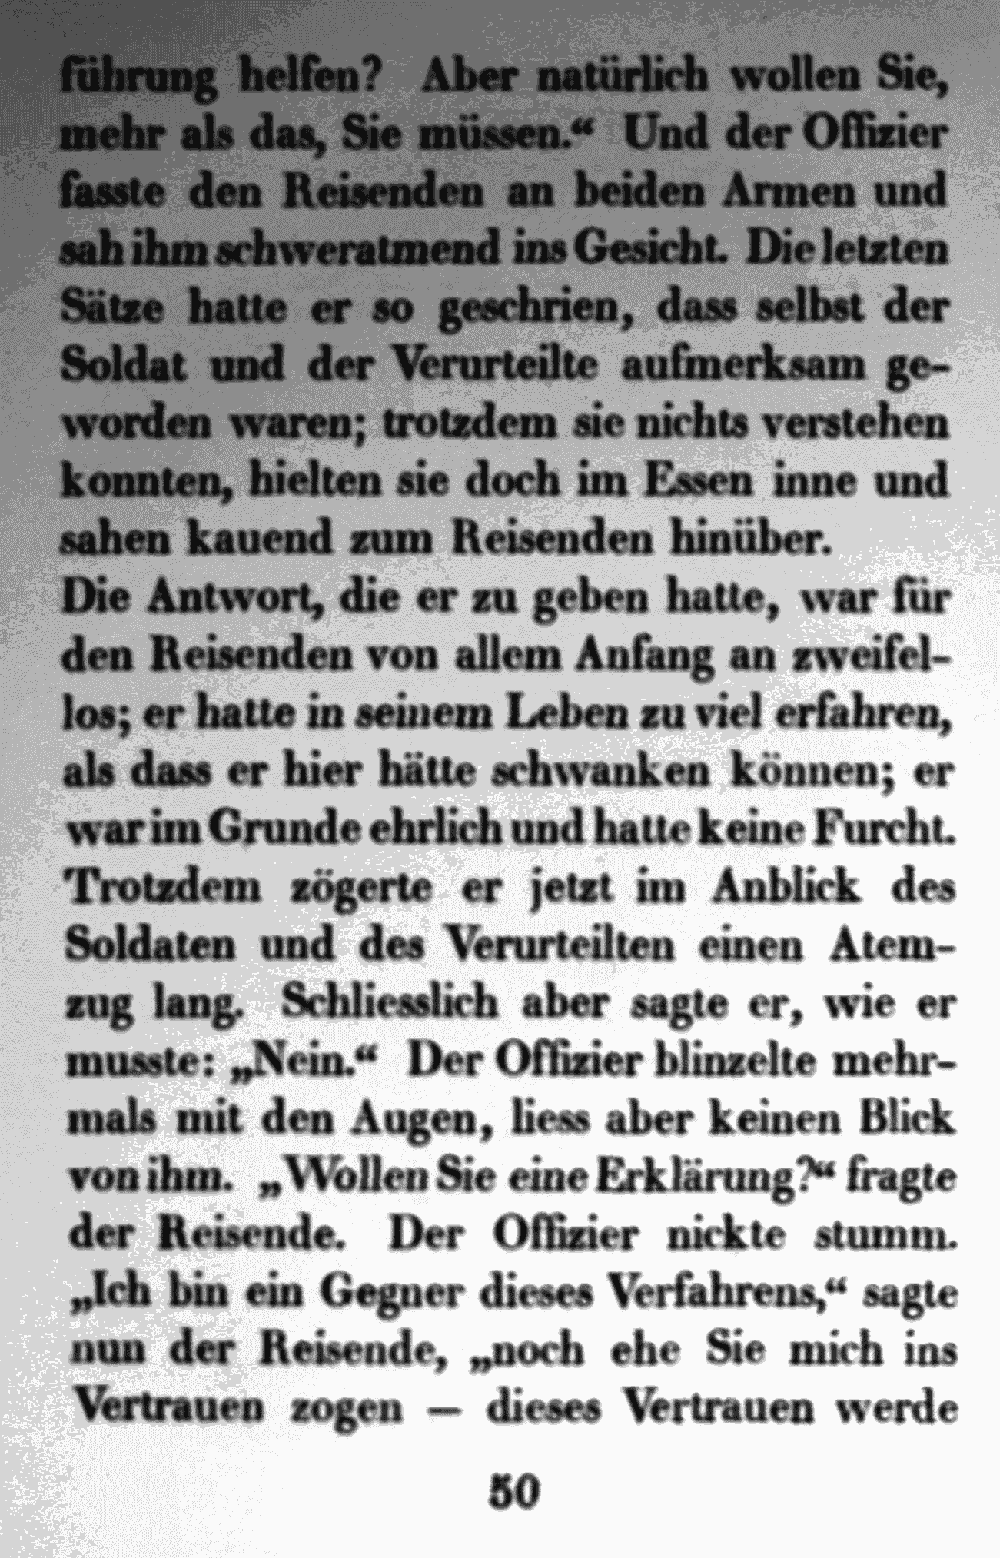 führung helfen? Aber natürlich wollen Sie,
mehr als das, Sie müssen.“ Und der Offizier
fasste den Reisenden an beiden Armen und
sah ihm schweratmend ins Gesicht. Die letzten
Sätze hatte er so geschrien, dass selbst der
Soldat und der Verurteilte aufmerksam ge-
worden waren; trotzdem sie nichts verstehen
konnten, hielten sie doch im Essen inne und
sahen kauend zum Reisenden hinüber.
Die Antwort, die er zu geben hatte, war für
den Reisenden von allem Anfang an zweifel-
los; er hatte in seinem Leben zu viel erfahren,
als dass er hier hätte schwanken können; er
war im Grunde ehrlich und hatte keine Furcht.
Trotzdem zögerte er jetzt im Anblick des
Soldaten und des Verurteilten einen Atem-
zug lang. Schliesslich aber sagte er, wie er
musste: „Nein.“ Der Offizier blinzelte mehr-
mals mit den Augen, liess aber keinen Blick
von ihm. „Wollen Sie eine Erklärung?“ fragte
der Reisende. Der Offizier nickte stumm.
„Ich bin ein Gegner dieses Verfahrens,“ sagte
nun der Reisende, „noch ehe Sie mich ins
Vertrauen zogen — dieses Vertrauen werde
50